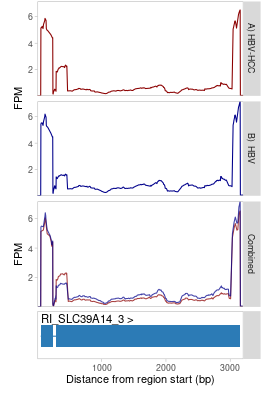 6
4
2
FPM
A) HBV-HCC
6
4
2
B) HBV
6
4
2
FPM
Combined
RI_SLC39A14_3 >
1000 2000 3000
Distance from region start (bp)